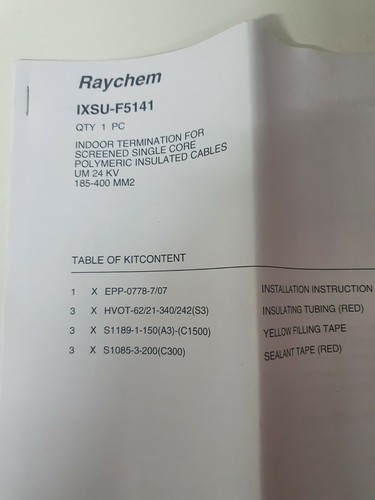 Raychem
IXSU-F5141
QTY 1 PC
INDOOR TERMINATION FOR
SCREENED SINGLE CORE
POLYMERIC INSULATED CABLES
UM 24 KV
185-400 MM2
TABLE OF KITCONTENT
1 X EPP-0778-7/07 INSTALLATION INSTRUCTION
3 X HVOT-62/21-340/242(S3) INSULATING TUBING (RED)
3 X S1189-1-150(A3)-(C1500) YELLOW FILLING TAPE
3 X S1085-3-200(C300) SEALANT TAPE (RED)